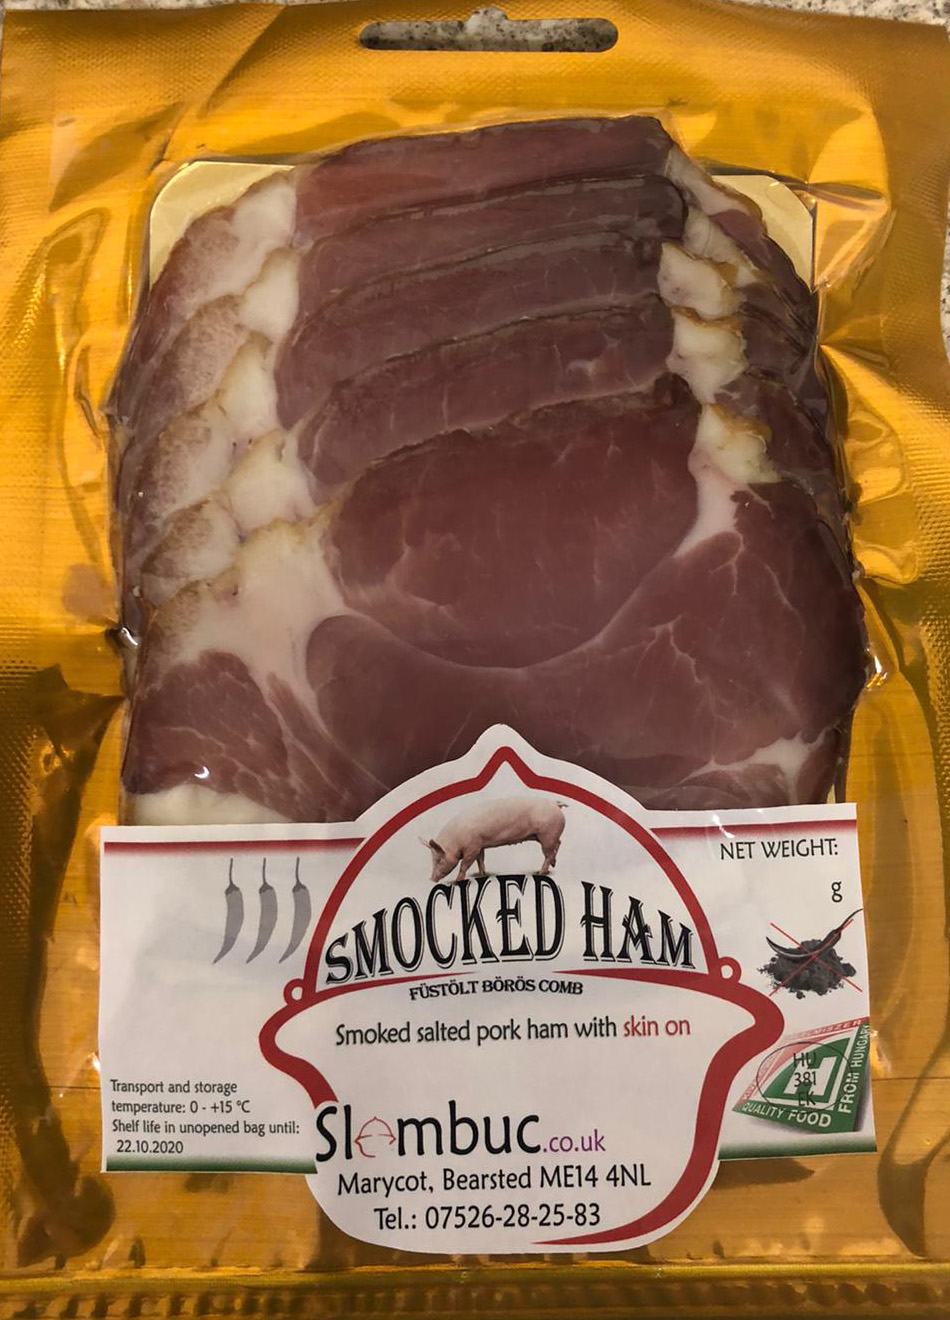 NET WEIGHT:
g
SMOCKED HAM
FÜSTÖLT BÖRÖS COMB
Smoked salted pork ham with skin on
Transport and storage
temperature: 0 - +15 °C
Shelf life in unopened bag until:
22.10.2020
HU
381
EK
QUALITY FOOD
FROM HUNGARY
Slambuc.co.uk
Marycot, Bearsted ME14 4NL
Tel.: 07526-28-25-83